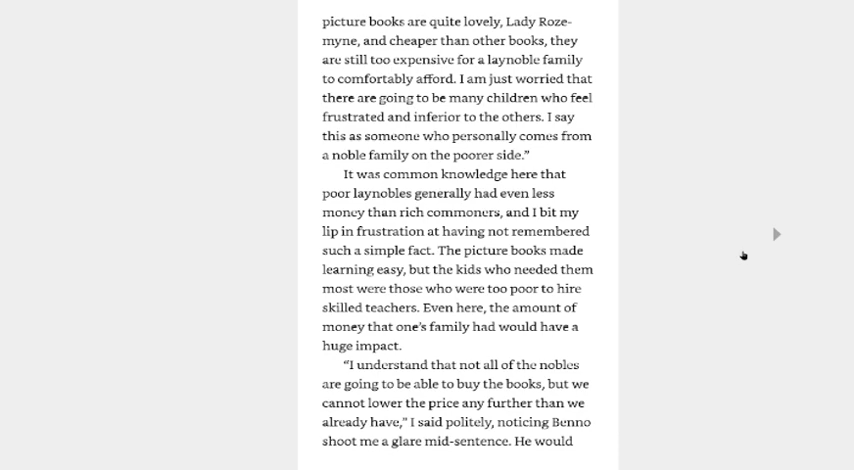 picture books are quite lovely, Lady Roze-
myne, and cheaper than other books, they
are still too expensive for a laynoble family
to comfortably afford. I am just worried that
there are going to be many children who feel
frustrated and inferior to the others. I say
this as someone who personally comes from
a noble family on the poorer side.”
It was common knowledge here that
poor laynobles generally had even less
money than rich commoners, and I bit my
lip in frustration at having not remembered
such a simple fact. The picture books made
learning easy, but the kids who needed them
most were those who were too poor to hire
skilled teachers. Even here, the amount of
money that one’s family had would have a
huge impact.
“I understand that not all of the nobles
are going to be able to buy the books, but we
cannot lower the price any further than we
already have,” I said politely, noticing Benno
shoot me a glare mid-sentence. He would